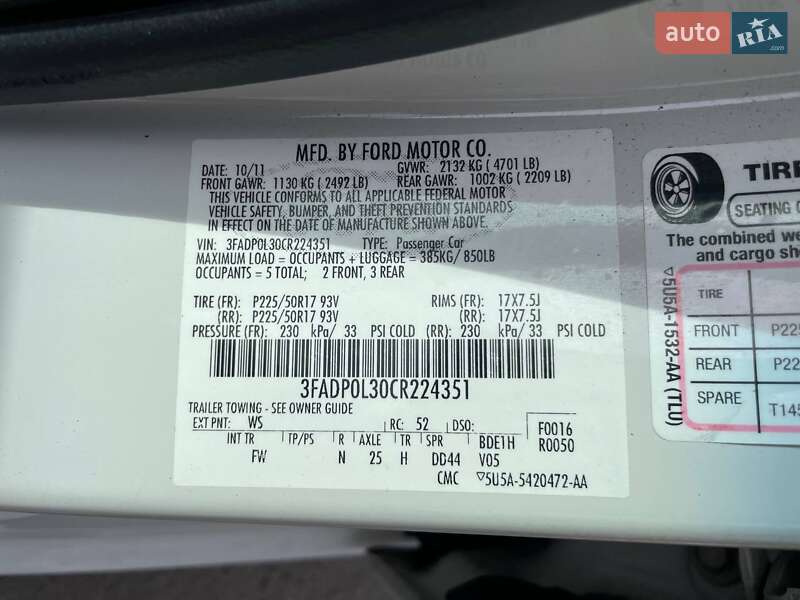 auto RIA .com
MFD. BY FORD MOTOR CO.
DATE: 10/11 GVWR: 2132 KG ( 4701 LB)
FRONT GAWR: 1130 KG ( 2492 LB) REAR GAWR: 1002 KG ( 2209 LB)
THIS VEHICLE CONFORMS TO ALL APPLICABLE FEDERAL MOTOR
VEHICLE SAFETY, BUMPER, AND THEFT PREVENTION STANDARDS
IN EFFECT ON THE DATE OF MANUFACTURE SHOWN ABOVE.
VIN: 3FADP0L30CR224351 TYPE: Passenger Car
MAXIMUM LOAD = OCCUPANTS + LUGGAGE = 385KG/ 850LB
OCCUPANTS = 5 TOTAL; 2 FRONT, 3 REAR
TIRE (FR): P225/50R17 93V RIMS (FR): 17X7.5J
(RR): P225/50R17 93V (RR): 17X7.5J
PRESSURE (FR): 230 kPa/ 33 PSI COLD (RR): 230 kPa/ 33 PSI COLD
3FADP0L30CR224351
TRAILER TOWING - SEE OWNER GUIDE
EXT PNT: WS RC: 52 DSO: F0016
R0050
INT TR TP/PS R AXLE TR SPR BDE1H
FW N 25 H DD44 V05
CMC ▽5U5A-5420472-AA
TIRE
SEATING
The combined we
and cargo sho
▽5U5A-1532-AA (TLU)
TIRE
FRONT P225
REAR P22
SPARE T145